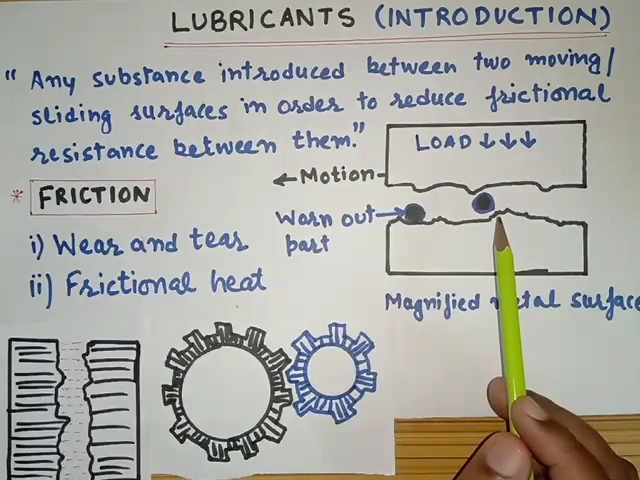 LUBRICANTS (INTRODUCTION)
"Any substance introduced between two moving/
sliding surfaces in order to reduce frictional
resistance between them."
* FRICTION
i) Wear and tear
ii) Frictional heat
LOAD ↓↓↓
←Motion
Worn out
part
Magnified metal surface